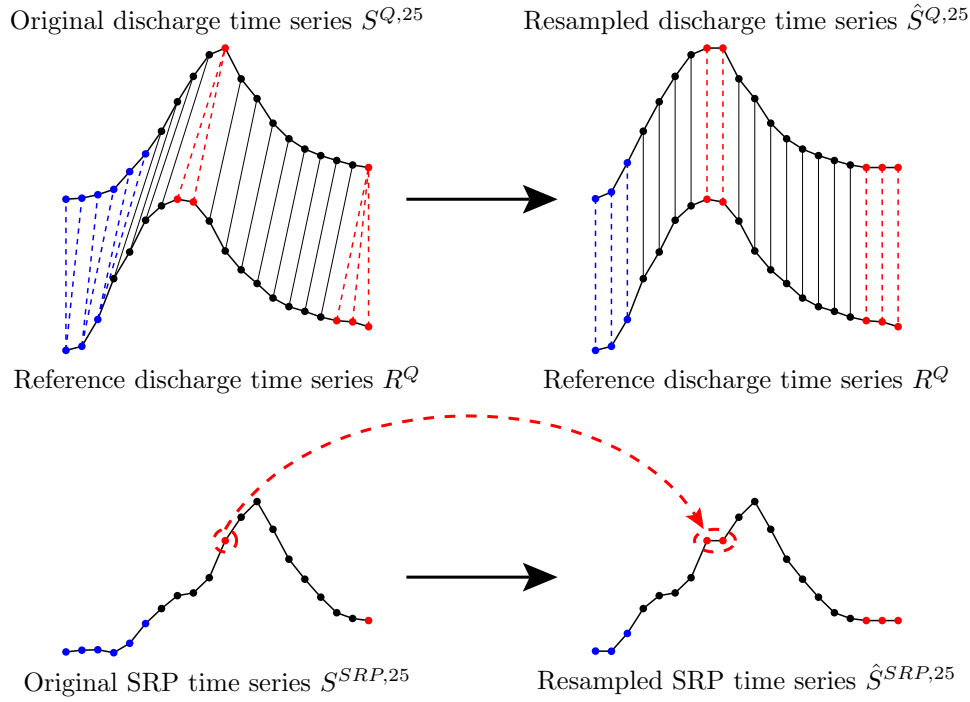 Original discharge time series $S^{Q,25}$
Resampled discharge time series $\hat{S}^{Q,25}$
Reference discharge time series $R^{Q}$
Reference discharge time series $R^{Q}$
Original SRP time series $S^{SRP,25}$
Resampled SRP time series $\hat{S}^{SRP,25}$